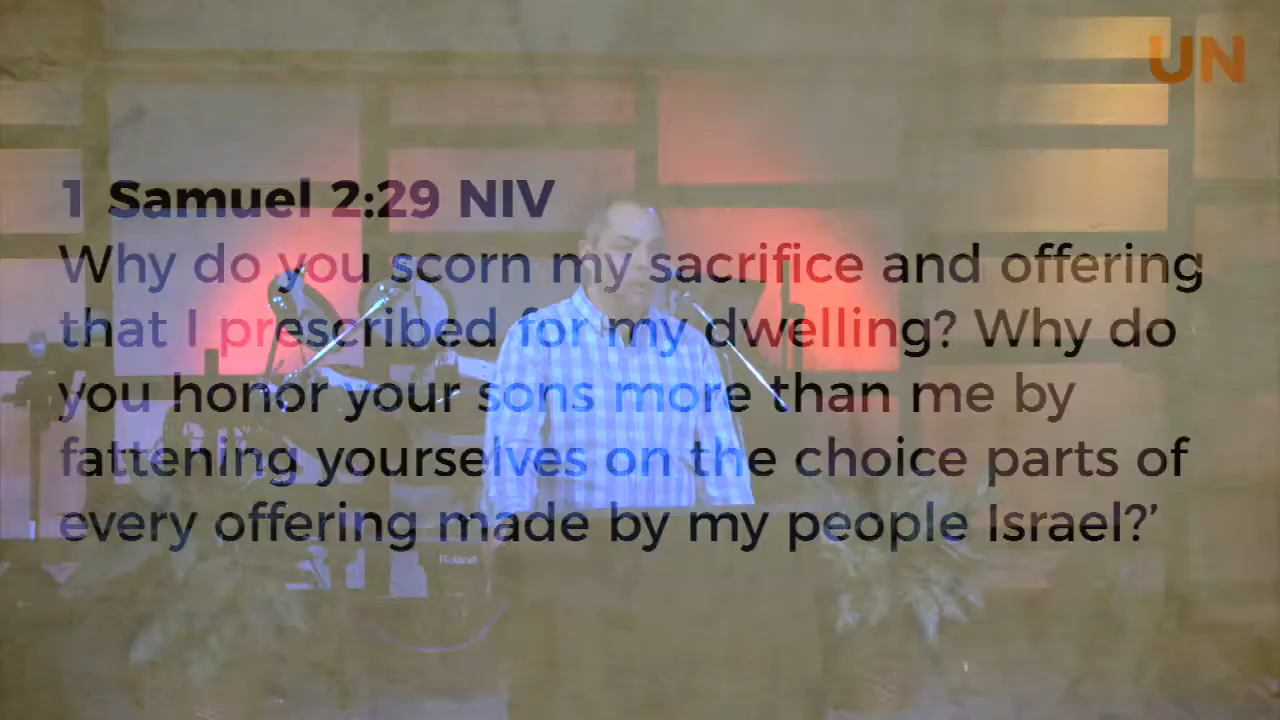 UN
1 Samuel 2:29 NIV
Why do you scorn my sacrifice and offering
that I prescribed for my dwelling? Why do
you honor your sons more than me by
fattening yourselves on the choice parts of
every offering made by my people Israel?’
Roland